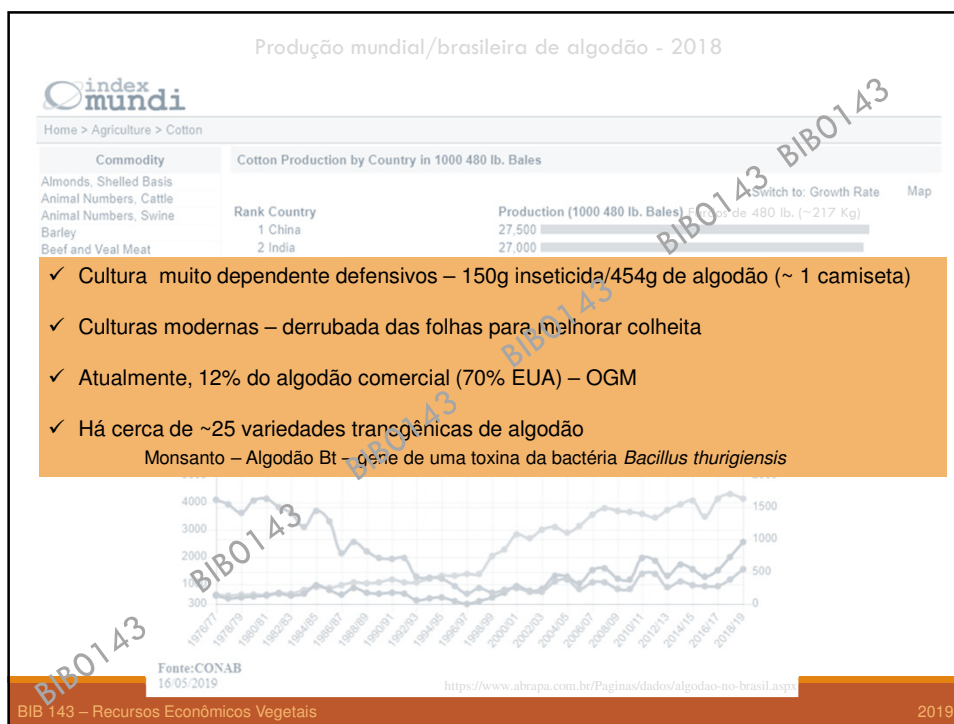 Produção mundial/brasileira de algodão - 2018
index
mundi
Home > Agriculture > Cotton
Commodity
Almonds, Shelled Basis
Animal Numbers, Cattle
Animal Numbers, Swine
Barley
Beef and Veal Meat
Cotton Production by Country in 1000 480 lb. Bales
Switch to: Growth Rate Map
Rank Country Production (1000 480 lb. Bales) Fardos de 480 lb. (~217 Kg)
1 China 27,500
2 India 27,000
✓ Cultura muito dependente defensivos – 150g inseticida/454g de algodão (~ 1 camiseta)
✓ Culturas modernas – derrubada das folhas para melhorar colheita
✓ Atualmente, 12% do algodão comercial (70% EUA) – OGM
✓ Há cerca de ~25 variedades transgênicas de algodão
Monsanto – Algodão Bt – gene de uma toxina da bactéria Bacillus thurigiensis
4000
3000
2000
300
1500
1000
500
0
1976/77 1978/79 1980/81 1982/83 1984/85 1986/87 1988/89 1990/91 1992/93 1994/95 1996/97 1998/99 2000/01 2002/03 2004/05 2006/07 2008/09 2010/11 2012/13 2014/15 2016/17 2018/19
Fonte:CONAB
16/05/2019
https://www.abrapa.com.br/Paginas/dados/algodao-no-brasil.aspx
BIB 143 – Recursos Econômicos Vegetais 2019
BIB0143
BIB0143
BIB0143
BIB0143
BIB0143
BIB0143